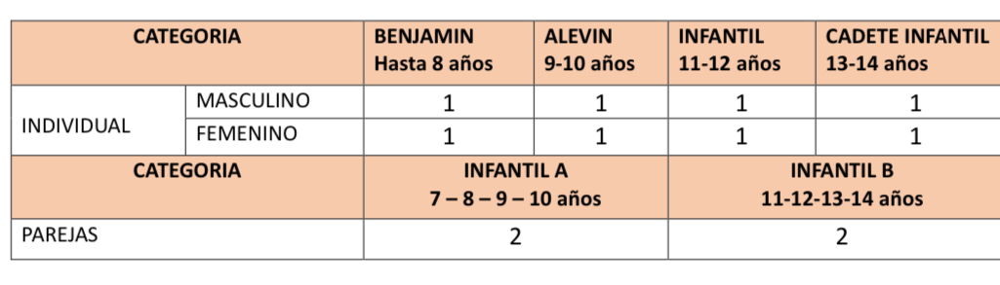 CATEGORIA BENJAMIN ALEVIN INFANTIL CADETE INFANTIL
Hasta 8 años 9-10 años 11-12 años 13-14 años
INDIVIDUAL
MASCULINO 1 1 1 1
FEMENINO 1 1 1 1
CATEGORIA INFANTIL A INFANTIL B
7 – 8 – 9 – 10 años 11-12-13-14 años
PAREJAS 2 2